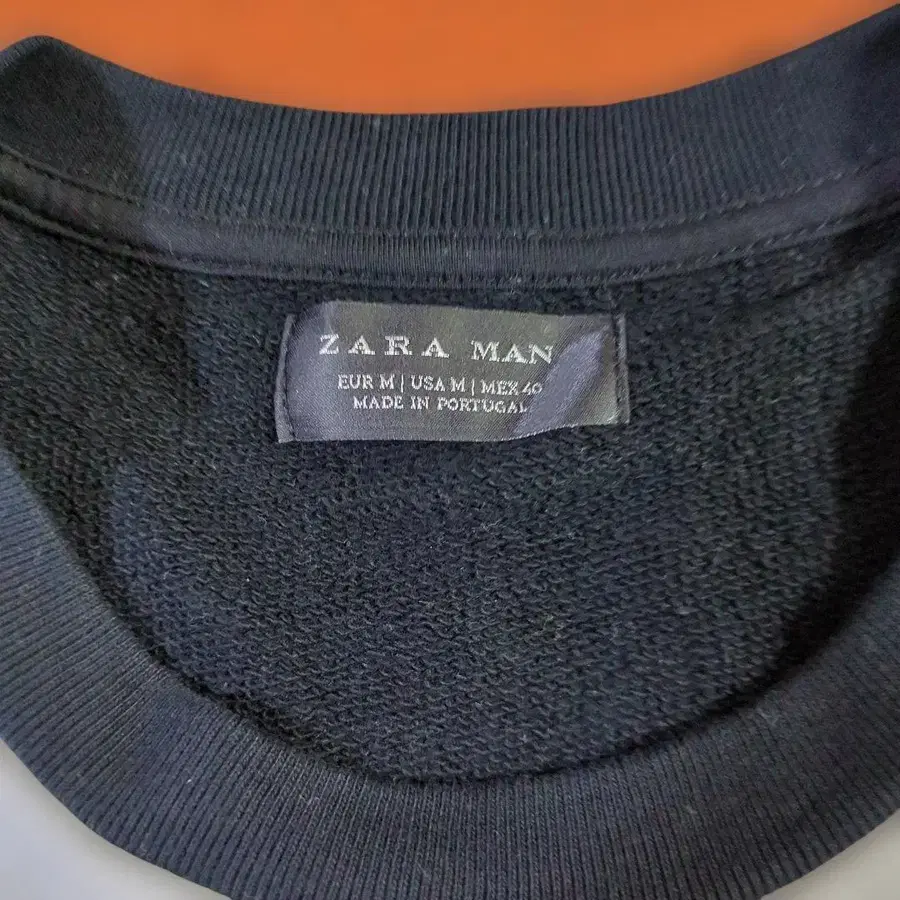 ZARA MAN
EUR M | USA M | MEX 40
MADE IN PORTUGAL